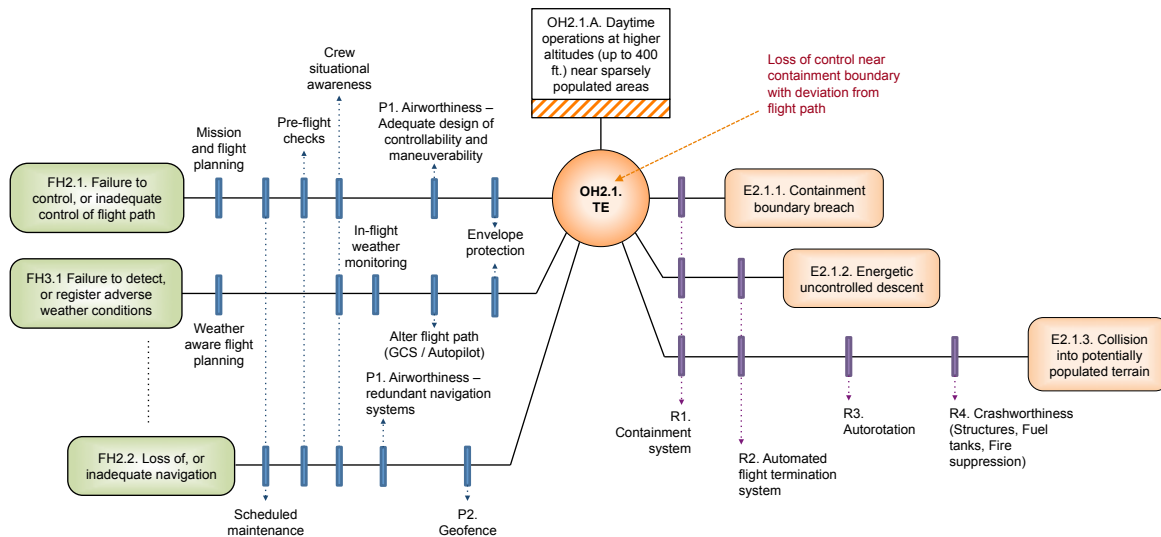 OH2.1.A. Daytime
operations at higher
altitudes (up to 400
ft.) near sparsely
populated areas
Loss of control near
containment boundary
with deviation from
flight path
Crew
situational
awareness
P1. Airworthiness –
Adequate design of
controllability and
maneuverability
Pre-flight
checks
Mission
and flight
planning
FH2.1. Failure to
control, or inadequate
control of flight path
OH2.1.
TE
E2.1.1. Containment
boundary breach
In-flight
weather
monitoring
Envelope
protection
FH3.1 Failure to detect,
or register adverse
weather conditions
E2.1.2. Energetic
uncontrolled descent
Weather
aware flight
planning
Alter flight path
(GCS / Autopilot)
E2.1.3. Collision
into potentially
populated terrain
P1. Airworthiness –
redundant navigation
systems
R1.
Containment
system
R2. Automated
flight termination
system
R3.
Autorotation
R4. Crashworthiness
(Structures, Fuel
tanks, Fire
suppression)
FH2.2. Loss of, or
inadequate navigation
Scheduled
maintenance
P2.
Geofence